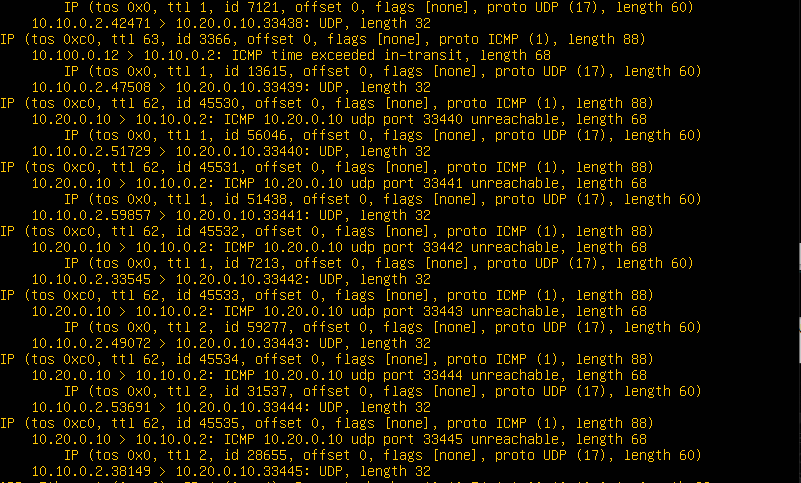 IP (tos 0x0, ttl 1, id 7121, offset 0, flags [none], proto UDP (17), length 60)
10.10.0.2.42471 > 10.20.0.10.33438: UDP, length 32
IP (tos 0xc0, ttl 63, id 3366, offset 0, flags [none], proto ICMP (1), length 88)
10.100.0.12 > 10.10.0.2: ICMP time exceeded in-transit, length 68
IP (tos 0x0, ttl 1, id 13615, offset 0, flags [none], proto UDP (17), length 60)
10.10.0.2.47508 > 10.20.0.10.33439: UDP, length 32
IP (tos 0xc0, ttl 62, id 45530, offset 0, flags [none], proto ICMP (1), length 88)
10.20.0.10 > 10.10.0.2: ICMP 10.20.0.10 udp port 33440 unreachable, length 68
IP (tos 0x0, ttl 1, id 56046, offset 0, flags [none], proto UDP (17), length 60)
10.10.0.2.51729 > 10.20.0.10.33440: UDP, length 32
IP (tos 0xc0, ttl 62, id 45531, offset 0, flags [none], proto ICMP (1), length 88)
10.20.0.10 > 10.10.0.2: ICMP 10.20.0.10 udp port 33441 unreachable, length 68
IP (tos 0x0, ttl 1, id 51438, offset 0, flags [none], proto UDP (17), length 60)
10.10.0.2.59857 > 10.20.0.10.33441: UDP, length 32
IP (tos 0xc0, ttl 62, id 45532, offset 0, flags [none], proto ICMP (1), length 88)
10.20.0.10 > 10.10.0.2: ICMP 10.20.0.10 udp port 33442 unreachable, length 68
IP (tos 0x0, ttl 1, id 7213, offset 0, flags [none], proto UDP (17), length 60)
10.10.0.2.33545 > 10.20.0.10.33442: UDP, length 32
IP (tos 0xc0, ttl 62, id 45533, offset 0, flags [none], proto ICMP (1), length 88)
10.20.0.10 > 10.10.0.2: ICMP 10.20.0.10 udp port 33443 unreachable, length 68
IP (tos 0x0, ttl 2, id 59277, offset 0, flags [none], proto UDP (17), length 60)
10.10.0.2.49072 > 10.20.0.10.33443: UDP, length 32
IP (tos 0xc0, ttl 62, id 45534, offset 0, flags [none], proto ICMP (1), length 88)
10.20.0.10 > 10.10.0.2: ICMP 10.20.0.10 udp port 33444 unreachable, length 68
IP (tos 0x0, ttl 2, id 31537, offset 0, flags [none], proto UDP (17), length 60)
10.10.0.2.53691 > 10.20.0.10.33444: UDP, length 32
IP (tos 0xc0, ttl 62, id 45535, offset 0, flags [none], proto ICMP (1), length 88)
10.20.0.10 > 10.10.0.2: ICMP 10.20.0.10 udp port 33445 unreachable, length 68
IP (tos 0x0, ttl 2, id 28655, offset 0, flags [none], proto UDP (17), length 60)
10.10.0.2.38149 > 10.20.0.10.33445: UDP, length 32